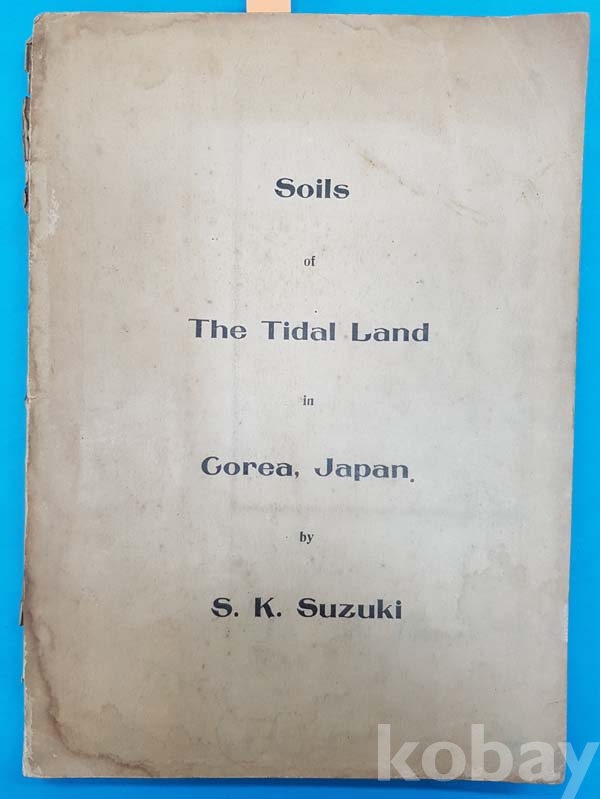 Soils
of
The Tidal Land
in
Corea, Japan.
by
S. K. Suzuki
kobay